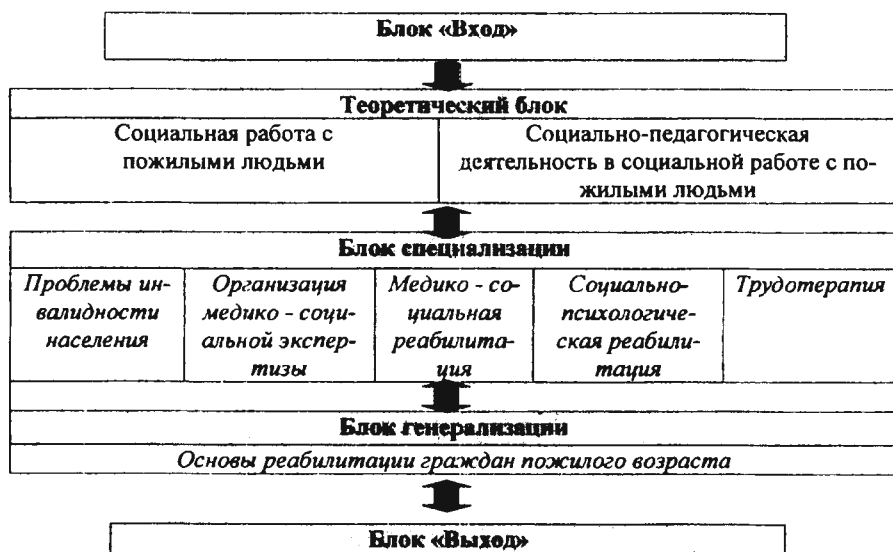 Блок «Вход»
Теоретический блок
Социальная работа с
пожилыми людьми
Социально-педагогическая
деятельность в социальной работе с по-
жилыми людьми
Блок специализации
Проблемы ин-
валидности
населения
Организация
медико - соци-
альной экспер-
тизы
Медико - со-
циальная
реабилита-
ция
Социально-
психологиче-
ская реабили-
тация
Трудотерапия
Блок генерализации
Основы реабилитации граждан пожилого возраста
Блок «Выход»